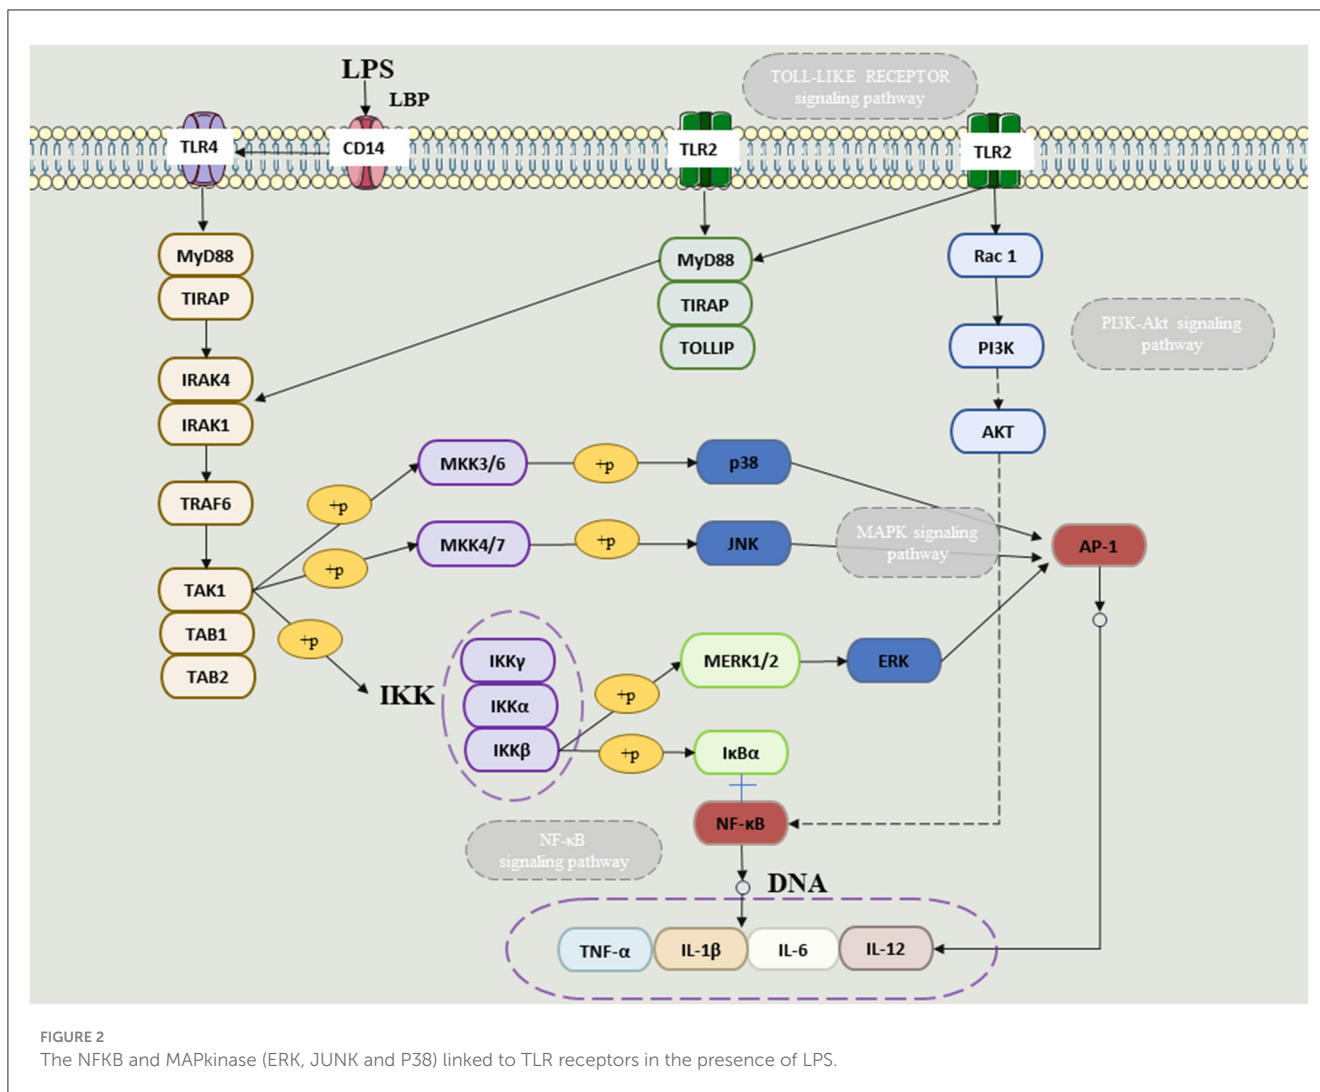 LPS
LBP
TOLL-LIKE RECEPTOR
signaling pathway
TLR4
CD14
TLR2
TLR2
MyD88
TIRAP
MyD88
TIRAP
TOLLIP
Rac 1
PI3K
AKT
PI3K-Akt signaling
pathway
IRAK4
IRAK1
TRAF6
TAK1
TAB1
TAB2
+p
+p
+p
MKK3/6
+p
p38
MKK4/7
+p
JNK
MAPK signaling
pathway
AP-1
IKK
IKKγ
IKKα
IKKβ
+p
MERK1/2
ERK
+p
IκBα
NF-κB
NF-κB
signaling pathway
DNA
TNF-α
IL-1β
IL-6
IL-12
FIGURE 2
The NFKB and MAPkinase (ERK, JUNK and P38) linked to TLR receptors in the presence of LPS.